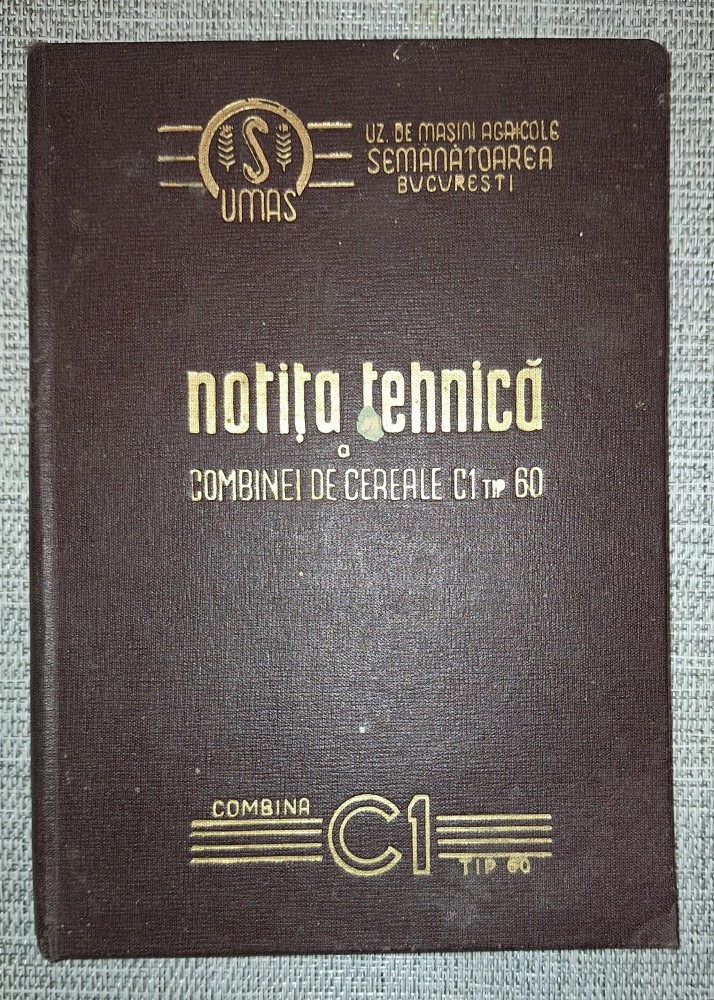 S
UMAS
UZ. DE MAȘINI AGRICOLE
SEMĂNĂTOAREA
BUCUREȘTI
notița tehnică
a
COMBINEI DE CEREALE C1 TIP 60
COMBINA
C1
TIP 60